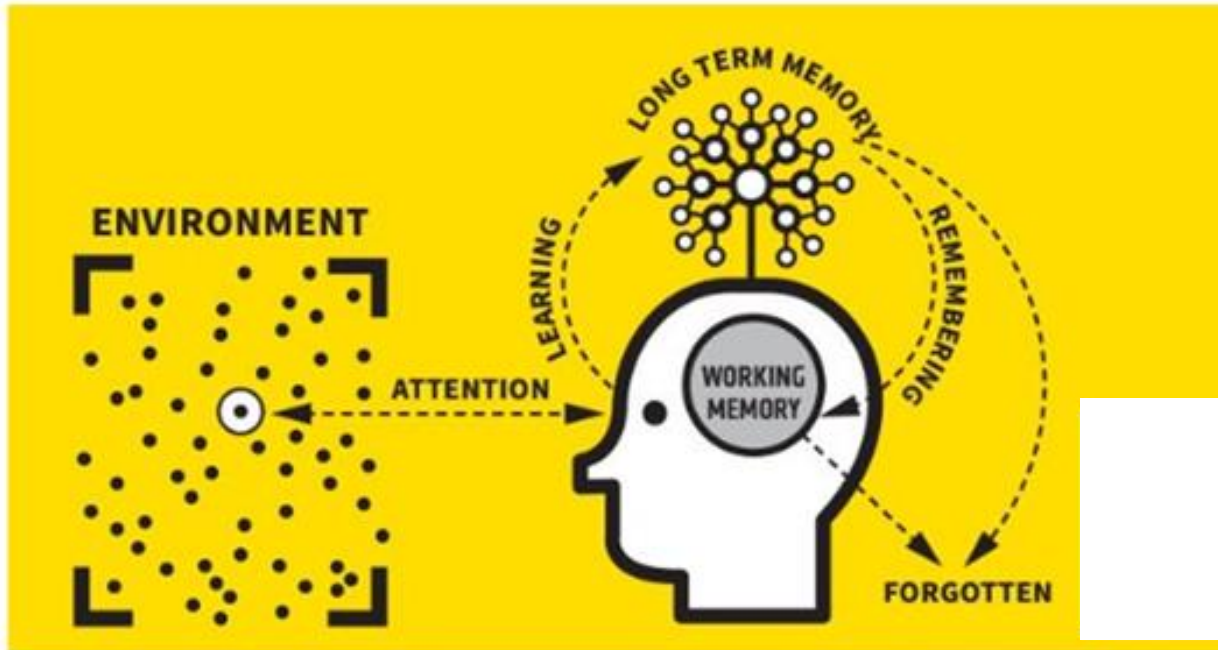 ENVIRONMENT
ATTENTION
LEARNING
LONG TERM MEMORY
REMEMBERING
WORKING
MEMORY
FORGOTTEN